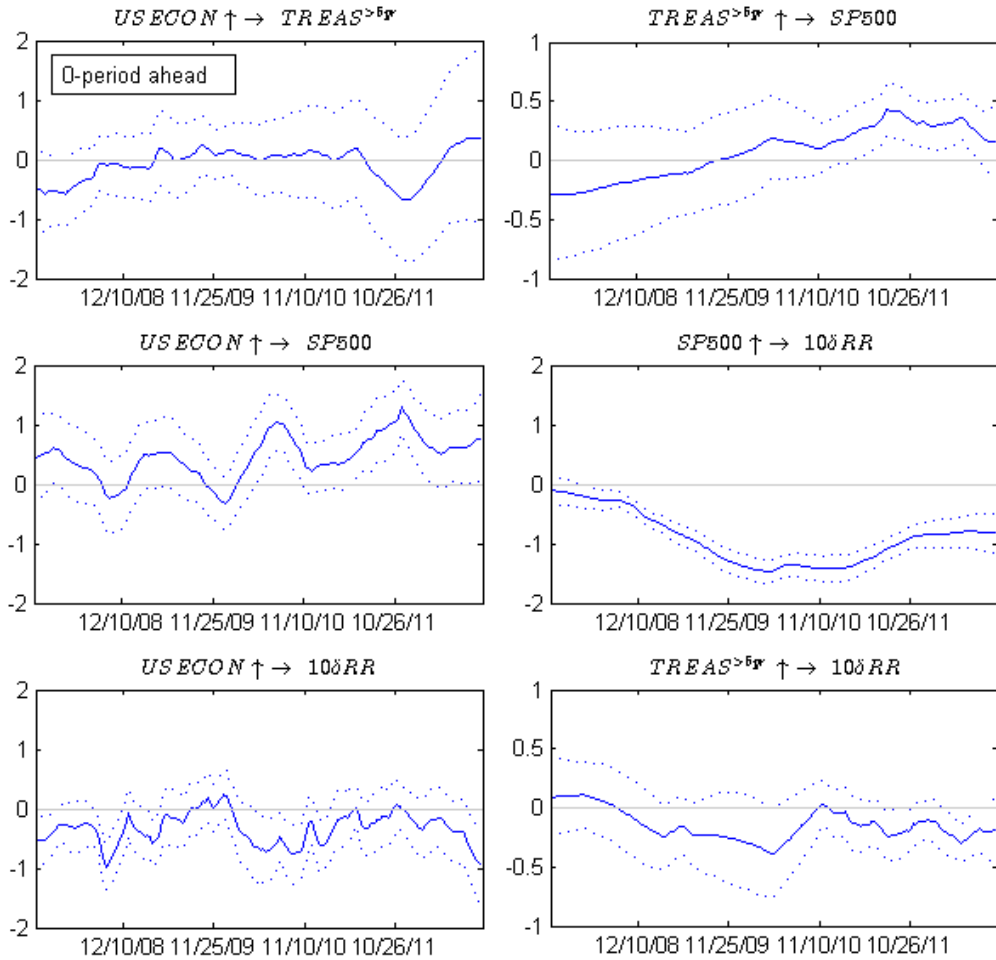 USECON ↑ → TREAS^{>5yr}
2
1
0
-1
-2
0-period ahead
12/10/08 11/25/09 11/10/10 10/26/11
TREAS^{>5yr} ↑ → SP500
1
0.5
0
-0.5
-1
12/10/08 11/25/09 11/10/10 10/26/11
USECON ↑ → SP500
2
1
0
-1
-2
12/10/08 11/25/09 11/10/10 10/26/11
SP500 ↑ → 10δRR
2
1
0
-1
-2
12/10/08 11/25/09 11/10/10 10/26/11
USECON ↑ → 10δRR
2
1
0
-1
-2
12/10/08 11/25/09 11/10/10 10/26/11
TREAS^{>5yr} ↑ → 10δRR
1
0.5
0
-0.5
-1
12/10/08 11/25/09 11/10/10 10/26/11